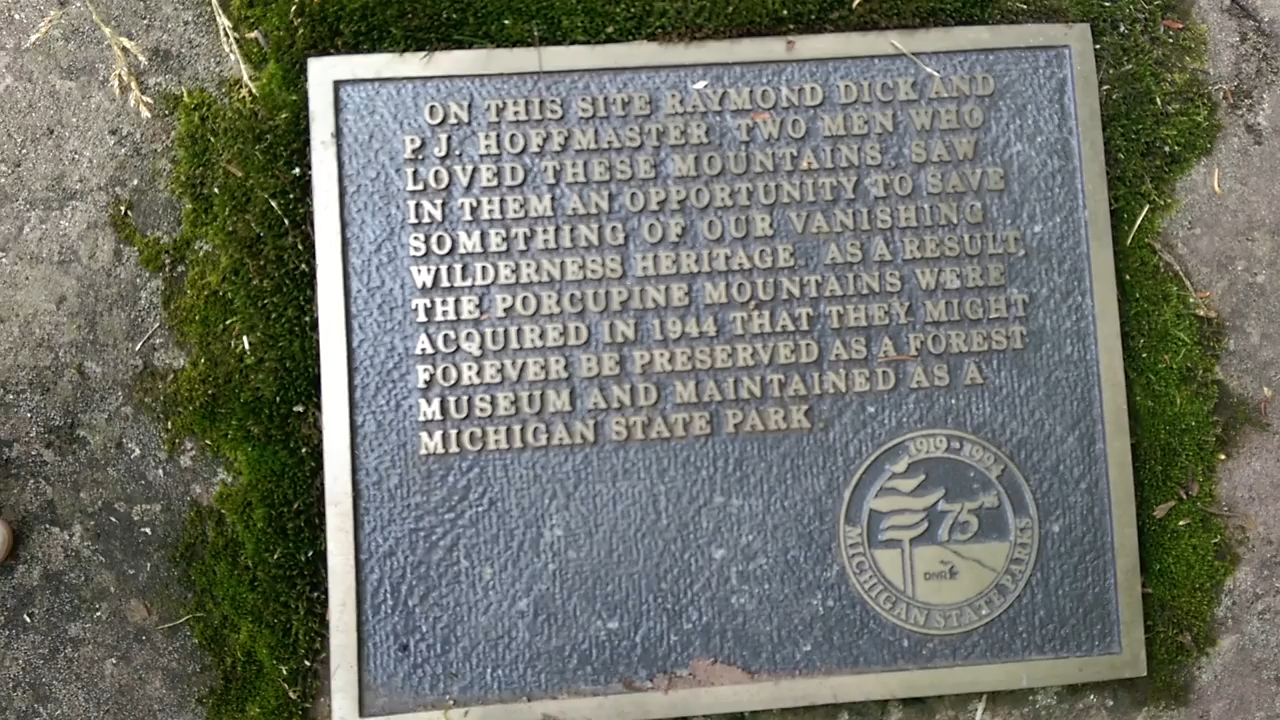 ON THIS SITE RAYMOND DICK AND
P.J. HOFFMASTER TWO MEN WHO
LOVED THESE MOUNTAINS, SAW
IN THEM AN OPPORTUNITY TO SAVE
SOMETHING OF OUR VANISHING
WILDERNESS HERITAGE. AS A RESULT,
THE PORCUPINE MOUNTAINS WERE
ACQUIRED IN 1944 THAT THEY MIGHT
FOREVER BE PRESERVED AS A FOREST
MUSEUM AND MAINTAINED AS A
MICHIGAN STATE PARK.
1919 - 1994
75th
DNR
MICHIGAN STATE PARKS